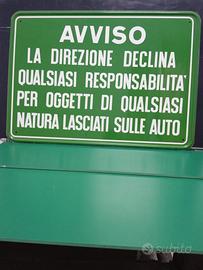 AVVISO
LA DIREZIONE DECLINA
QUALSIASI RESPONSABILITA'
PER OGGETTI DI QUALSIASI
NATURA LASCIATI SULLE AUTO
subito